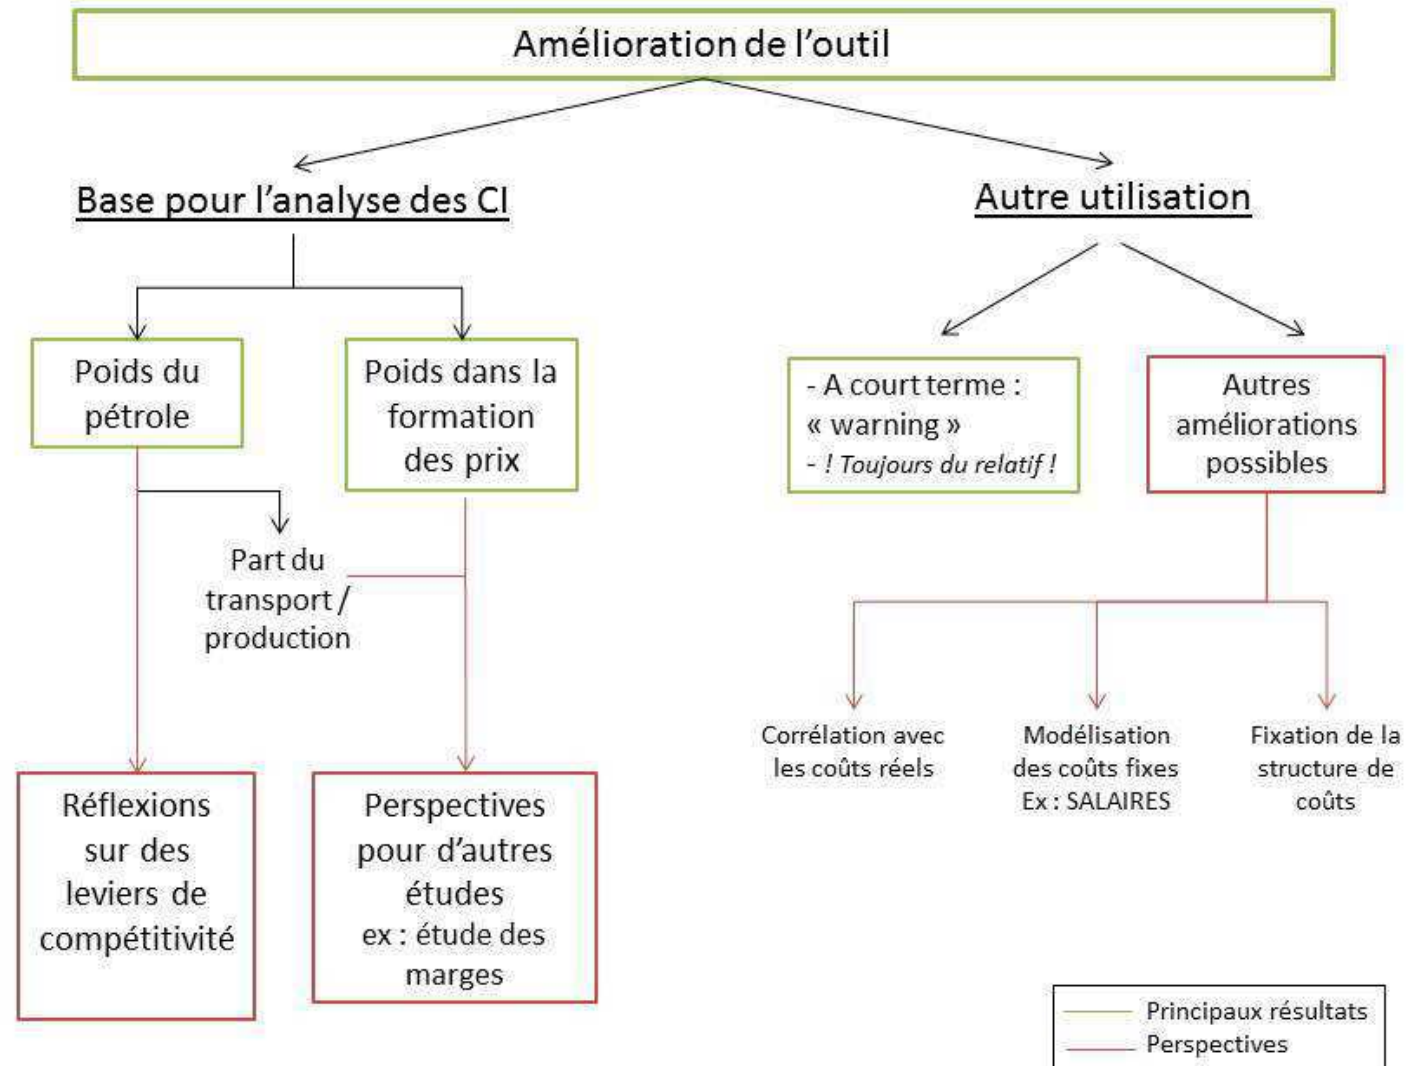 Amélioration de l'outil
Base pour l'analyse des CI
Autre utilisation
Poids du
pétrole
Poids dans la
formation
des prix
- A court terme :
« warning »
- ! Toujours du relatif !
Autres
améliorations
possibles
Part du
transport /
production
Corrélation avec
les coûts réels
Modélisation
des coûts fixes
Ex : SALAIRES
Fixation de la
structure de
coûts
Réflexions
sur des
leviers de
compétitivité
Perspectives
pour d'autres
études
ex : étude des
marges
Principaux résultats
Perspectives